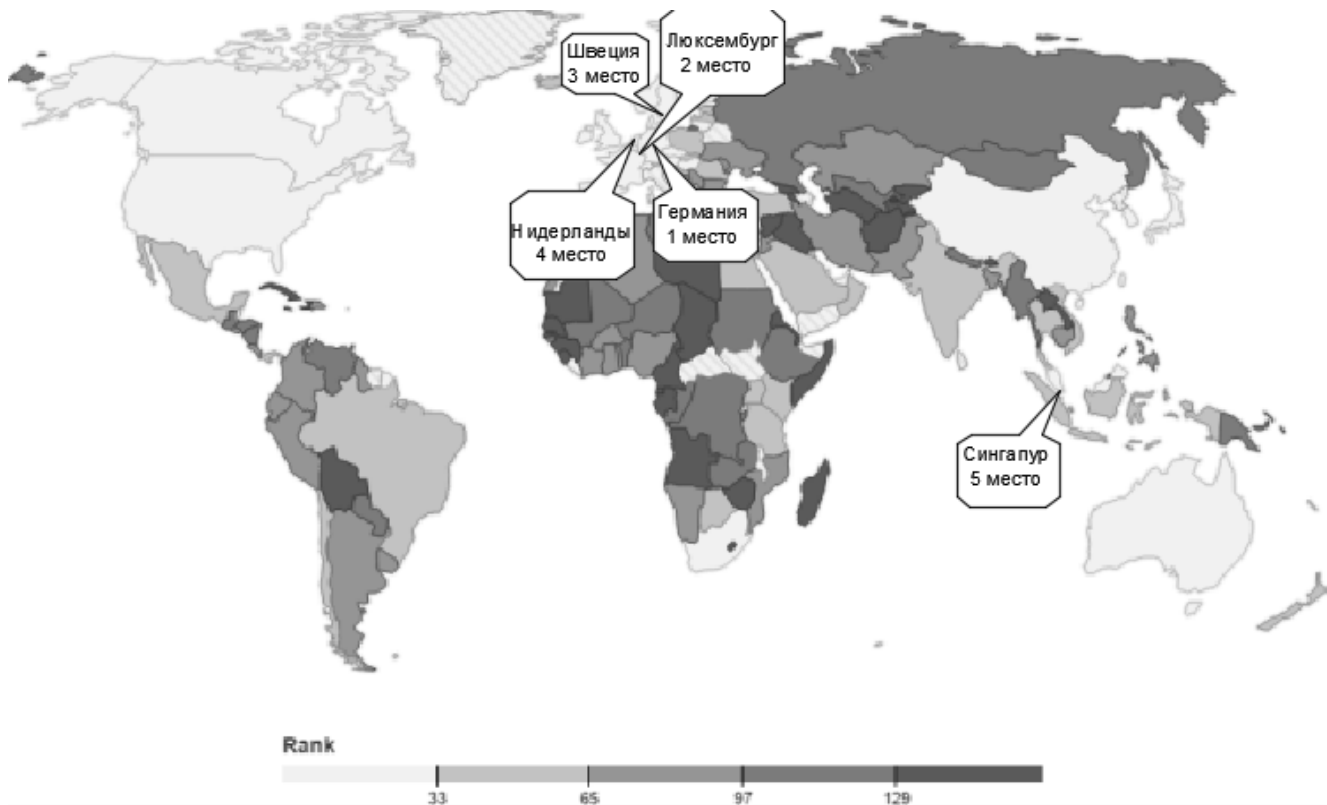 Швеция
3 место
Люксембург
2 место
Нидерланды
4 место
Германия
1 место
Сингапур
5 место
Rank
33
65
97
129